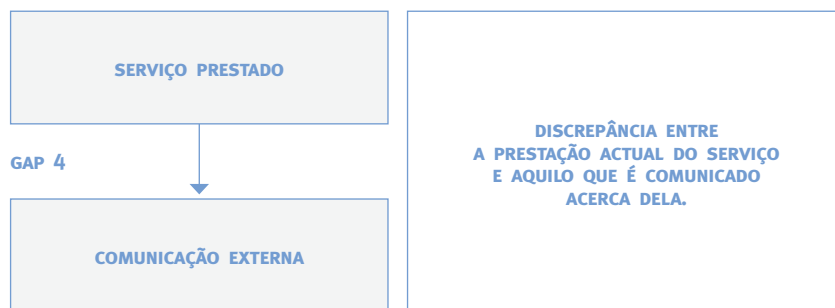 SERVIÇO PRESTADO
GAP 4
COMUNICAÇÃO EXTERNA
DISCREPÂNCIA ENTRE
A PRESTAÇÃO ACTUAL DO SERVIÇO
E AQUILO QUE É COMUNICADO
ACERCA DELA.